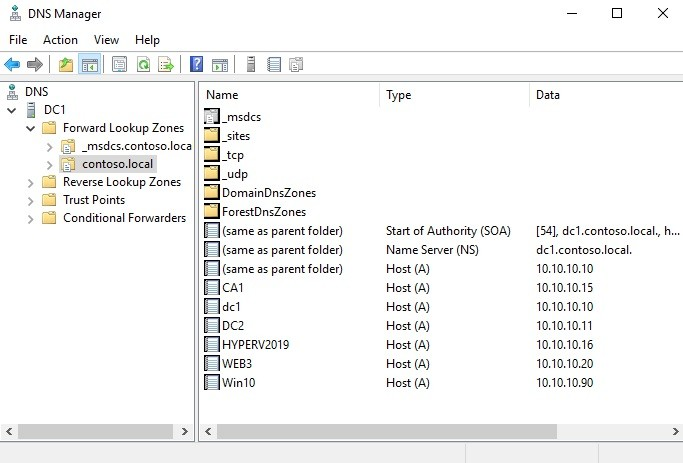 DNS Manager
File Action View Help
DNS
DC1
Forward Lookup Zones
_msdcs.contoso.loca
contoso.local
Reverse Lookup Zones
Trust Points
Conditional Forwarders
Name Type Data
_msdcs
_sites
_tcp
_udp
DomainDnsZones
ForestDnsZones
(same as parent folder) Start of Authority (SOA) [54], dc1.contoso.local., h...
(same as parent folder) Name Server (NS) dc1.contoso.local.
(same as parent folder) Host (A) 10.10.10.10
CA1 Host (A) 10.10.10.15
dc1 Host (A) 10.10.10.10
DC2 Host (A) 10.10.10.11
HYPERV2019 Host (A) 10.10.10.16
WEB3 Host (A) 10.10.10.20
Win10 Host (A) 10.10.10.90